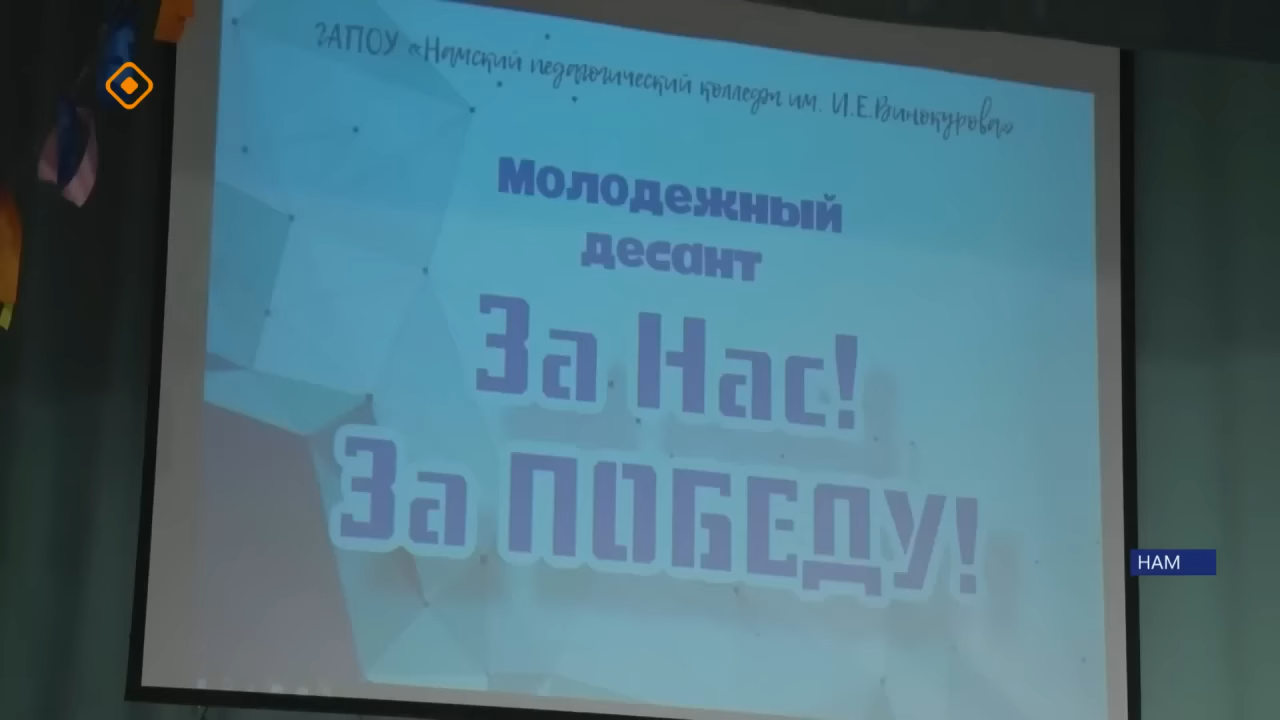 ГАПОУ «Намский педагогический колледж им. И.Е.Винокурова»
Молодежный
десант
За Нас!
За ПОБЕДУ!
НАМ